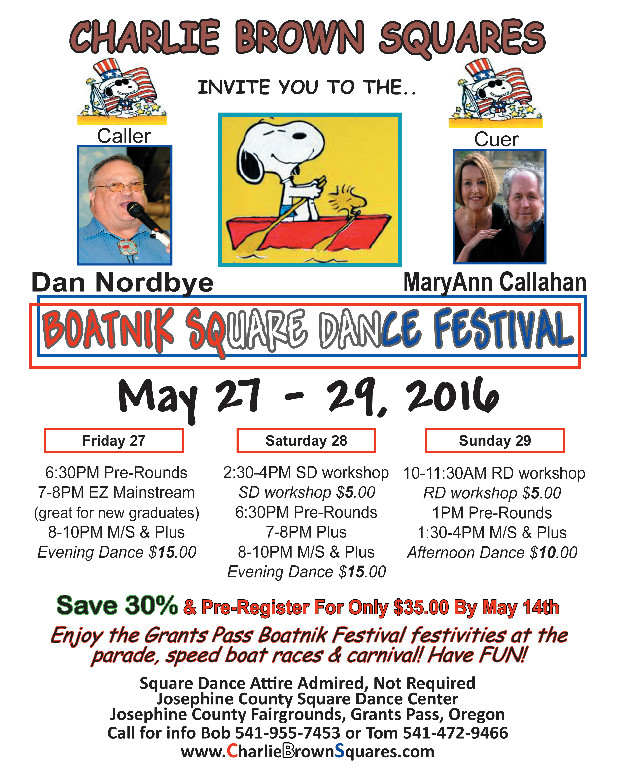 CHARLIE BROWN SQUARES
INVITE YOU TO THE..
Caller
Cuer
Dan Nordbye
MaryAnn Callahan
BOATNIK SQUARE DANCE FESTIVAL
May 27 - 29, 2016
Friday 27
6:30PM Pre-Rounds
7-8PM EZ Mainstream
(great for new graduates)
8-10PM M/S & Plus
Evening Dance $15.00
Saturday 28
2:30-4PM SD workshop
SD workshop $5.00
6:30PM Pre-Rounds
7-8PM Plus
8-10PM M/S & Plus
Evening Dance $15.00
Sunday 29
10-11:30AM RD workshop
RD workshop $5.00
1PM Pre-Rounds
1:30-4PM M/S & Plus
Afternoon Dance $10.00
Save 30% & Pre-Register For Only $35.00 By May 14th
Enjoy the Grants Pass Boatnik Festival festivities at the
parade, speed boat races & carnival! Have FUN!
Square Dance Attire Admired, Not Required
Josephine County Square Dance Center
Josephine County Fairgrounds, Grants Pass, Oregon
Call for info Bob 541-955-7453 or Tom 541-472-9466
www.CharlieBrownSquares.com